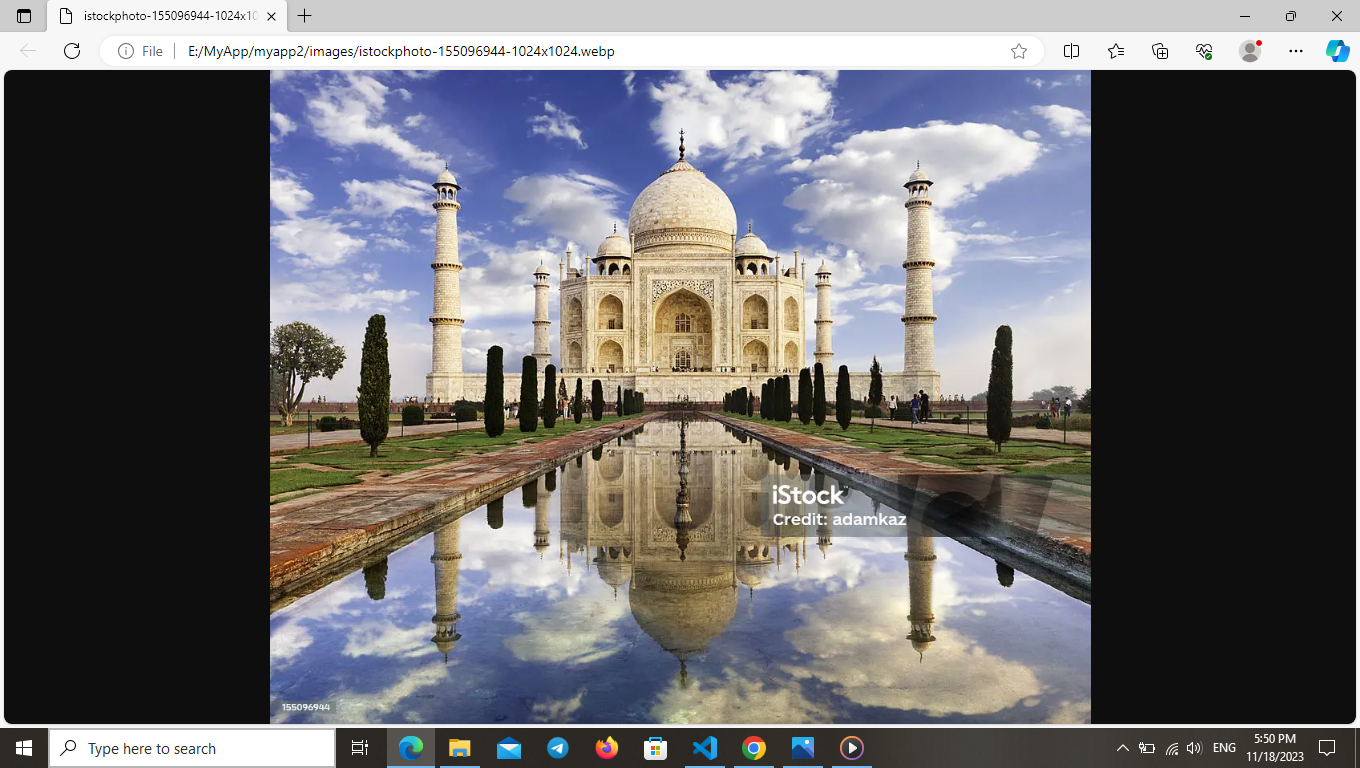 istockphoto-155096944-1024x10
File
E:/MyApp/myapp2/images/istockphoto-155096944-1024x1024.webp
iStock™
Credit: adamkaz
155096944
Type here to search
ENG
5:50 PM
11/18/2023